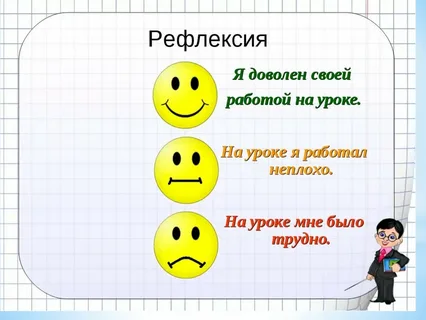 Рефлексия
Я доволен своей
работой на уроке.
На уроке я работал
неплохо.
На уроке мне было
трудно.